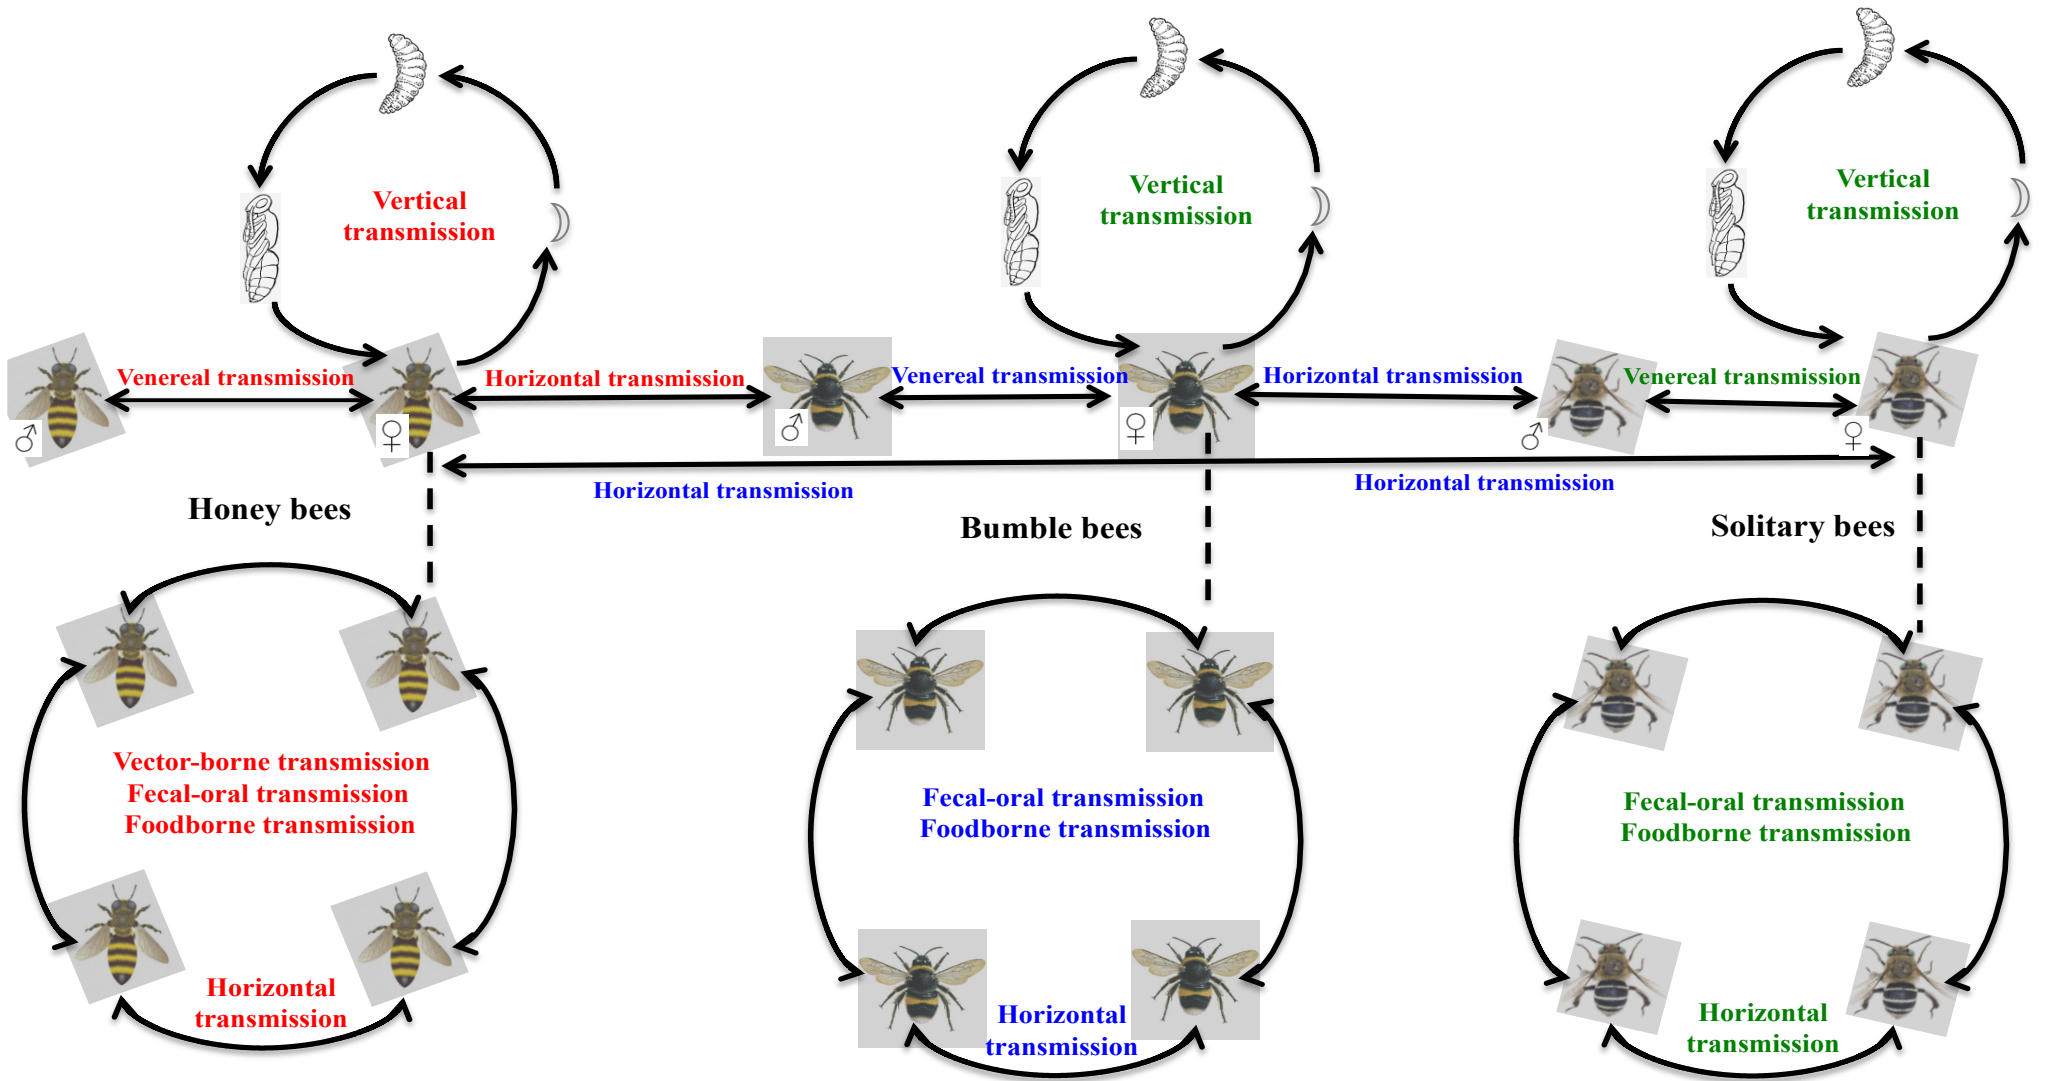 Vertical
transmission
Vertical
transmission
Vertical
transmission
Venereal transmission
Horizontal transmission
Venereal transmission
Horizontal transmission
Venereal transmission
♂
♀
♂
♀
♂
♀
Horizontal transmission
Horizontal transmission
Honey bees
Bumble bees
Solitary bees
Vector-borne transmission
Fecal-oral transmission
Foodborne transmission
Fecal-oral transmission
Foodborne transmission
Fecal-oral transmission
Foodborne transmission
Horizontal
transmission
Horizontal
transmission
Horizontal
transmission